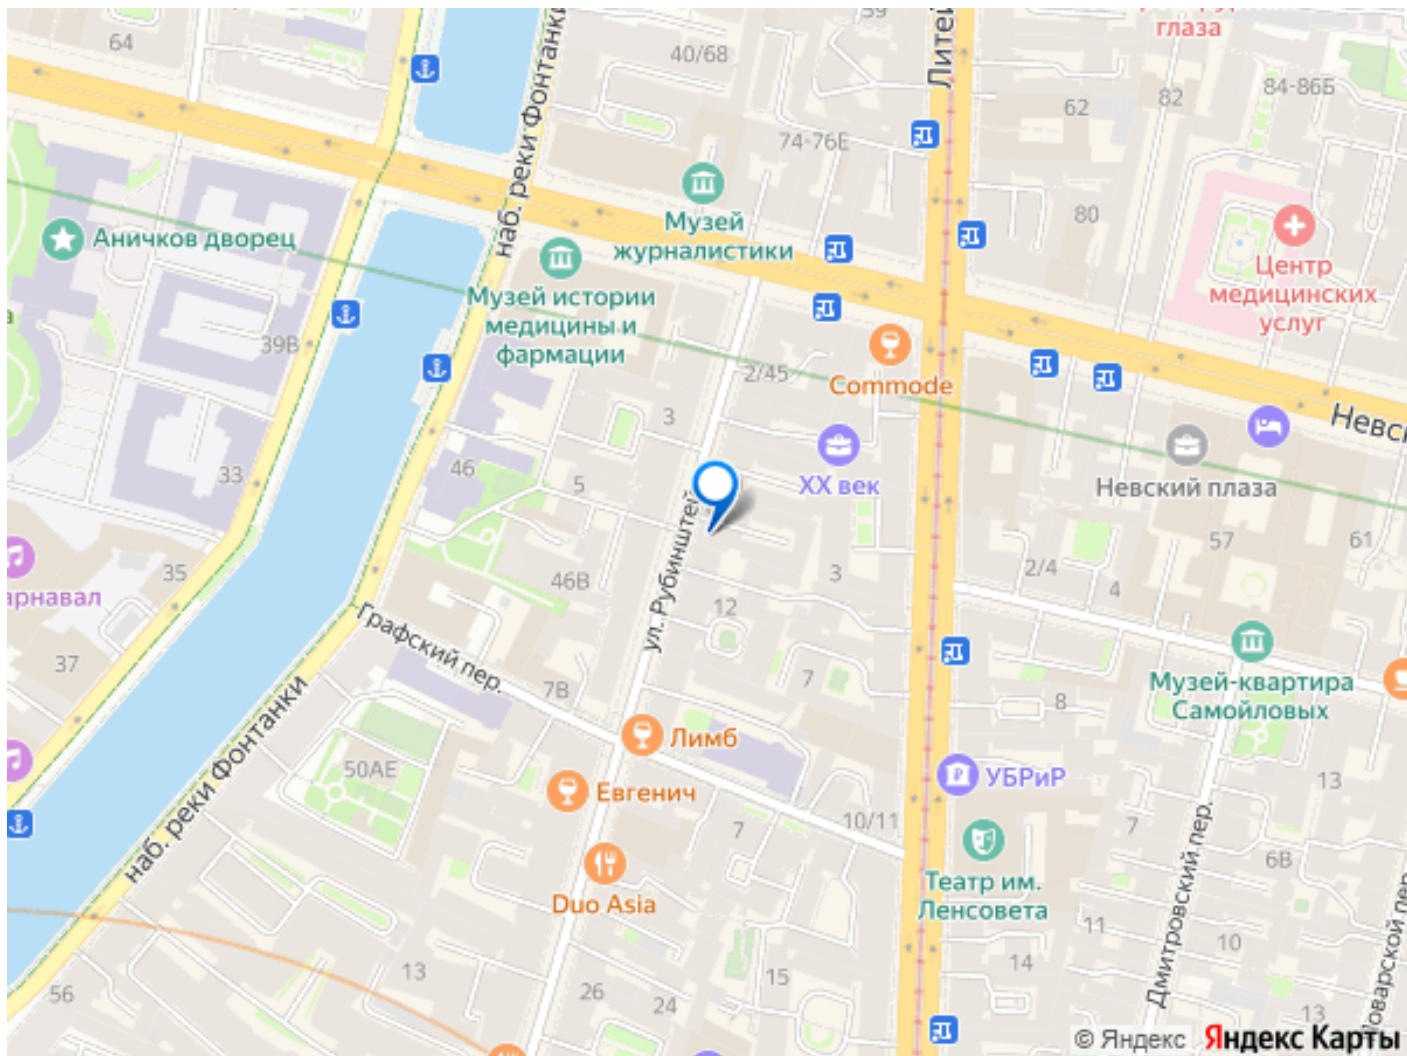 64
40/68
59
Литей
глаза
84-86Б
82
62
74-76Е
наб. реки Фонтанки
Музей
журналистики
80
Аничков дворец
Центр
медицинских
услуг
Музей истории
медицины и
фармации
39В
2/45
Commode
3
Невс
33
46
5
ХХ век
Невский плаза
ул. Рубинштей
35
арнавал
46В
3
57
61
2/4
4
12
Графский пер.
37
7В
7
8
Музей-квартира
Самойловых
Лимб
50АЕ
наб. реки Фонтанки
Евгенич
УБРиР
13
7
10/11
7
Дмитровский пер.
6В
Duo Asia
Театр им.
Ленсовета
11
10
оварской пер.
13
14
15
56
26
24
13
© Яндекс Яндекс Карты